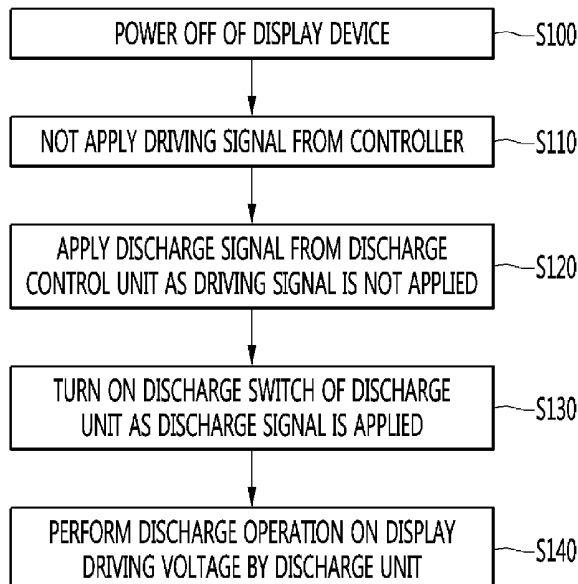 POWER OFF OF DISPLAY DEVICE
S100
NOT APPLY DRIVING SIGNAL FROM CONTROLLER
S110
APPLY DISCHARGE SIGNAL FROM DISCHARGE
CONTROL UNIT AS DRIVING SIGNAL IS NOT APPLIED
S120
TURN ON DISCHARGE SWITCH OF DISCHARGE
UNIT AS DISCHARGE SIGNAL IS APPLIED
S130
PERFORM DISCHARGE OPERATION ON DISPLAY
DRIVING VOLTAGE BY DISCHARGE UNIT
S140